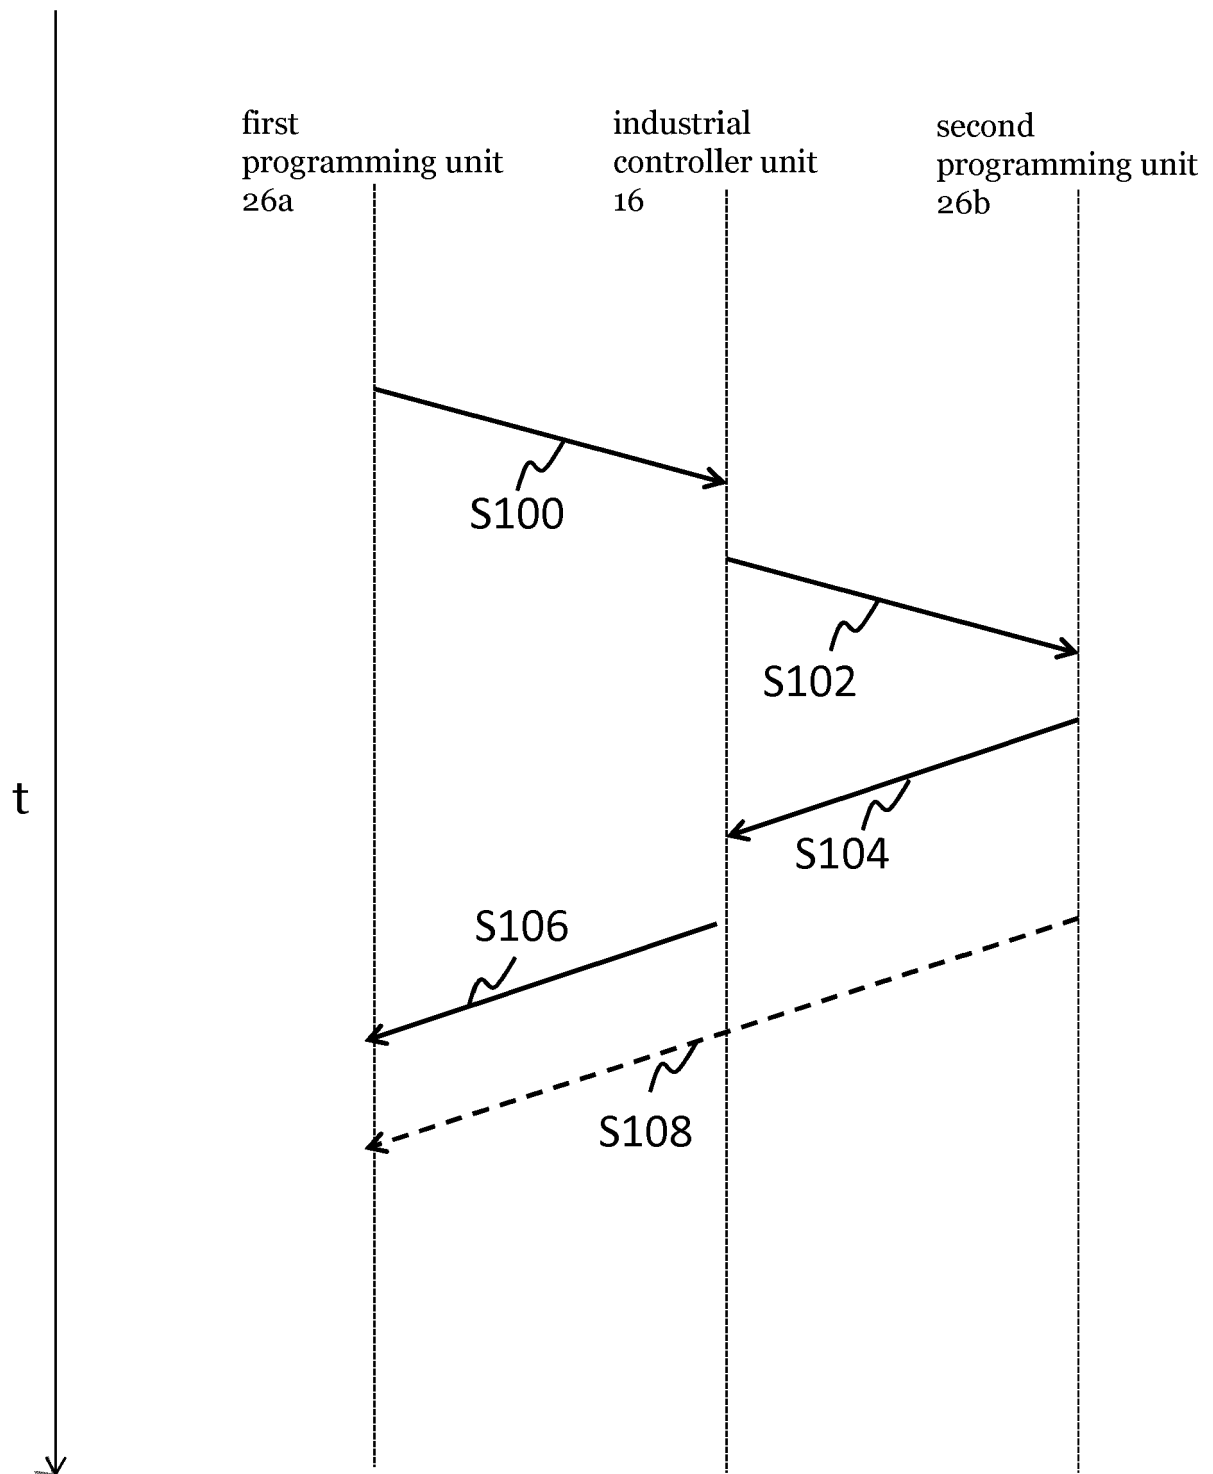 first
programming unit
26a
industrial
controller unit
16
second
programming unit
26b
S100
S102
t
S104
S106
S108